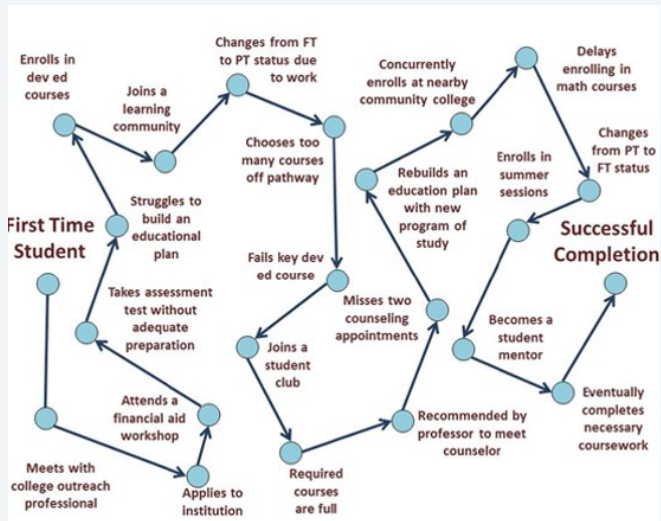 First Time
Student
Meets with
college outreach
professional
Applies to
institution
Attends a
financial aid
workshop
Takes assessment
test without
adequate
preparation
Struggles to
build an
educational
plan
Enrolls in
dev ed
courses
Joins a
learning
community
Changes from FT
to PT status due
to work
Chooses too
many courses
off pathway
Fails key dev
ed course
Joins a
student
club
Required
courses
are full
Recommended by
professor to meet
counselor
Misses two
counseling
appointments
Rebuilds an
education plan
with new
program of
study
Concurrently
enrolls at nearby
community college
Delays
enrolling in
math courses
Changes
from PT to
FT status
Enrolls in
summer
sessions
Becomes a
student
mentor
Eventually
completes
necessary
coursework
Successful
Completion